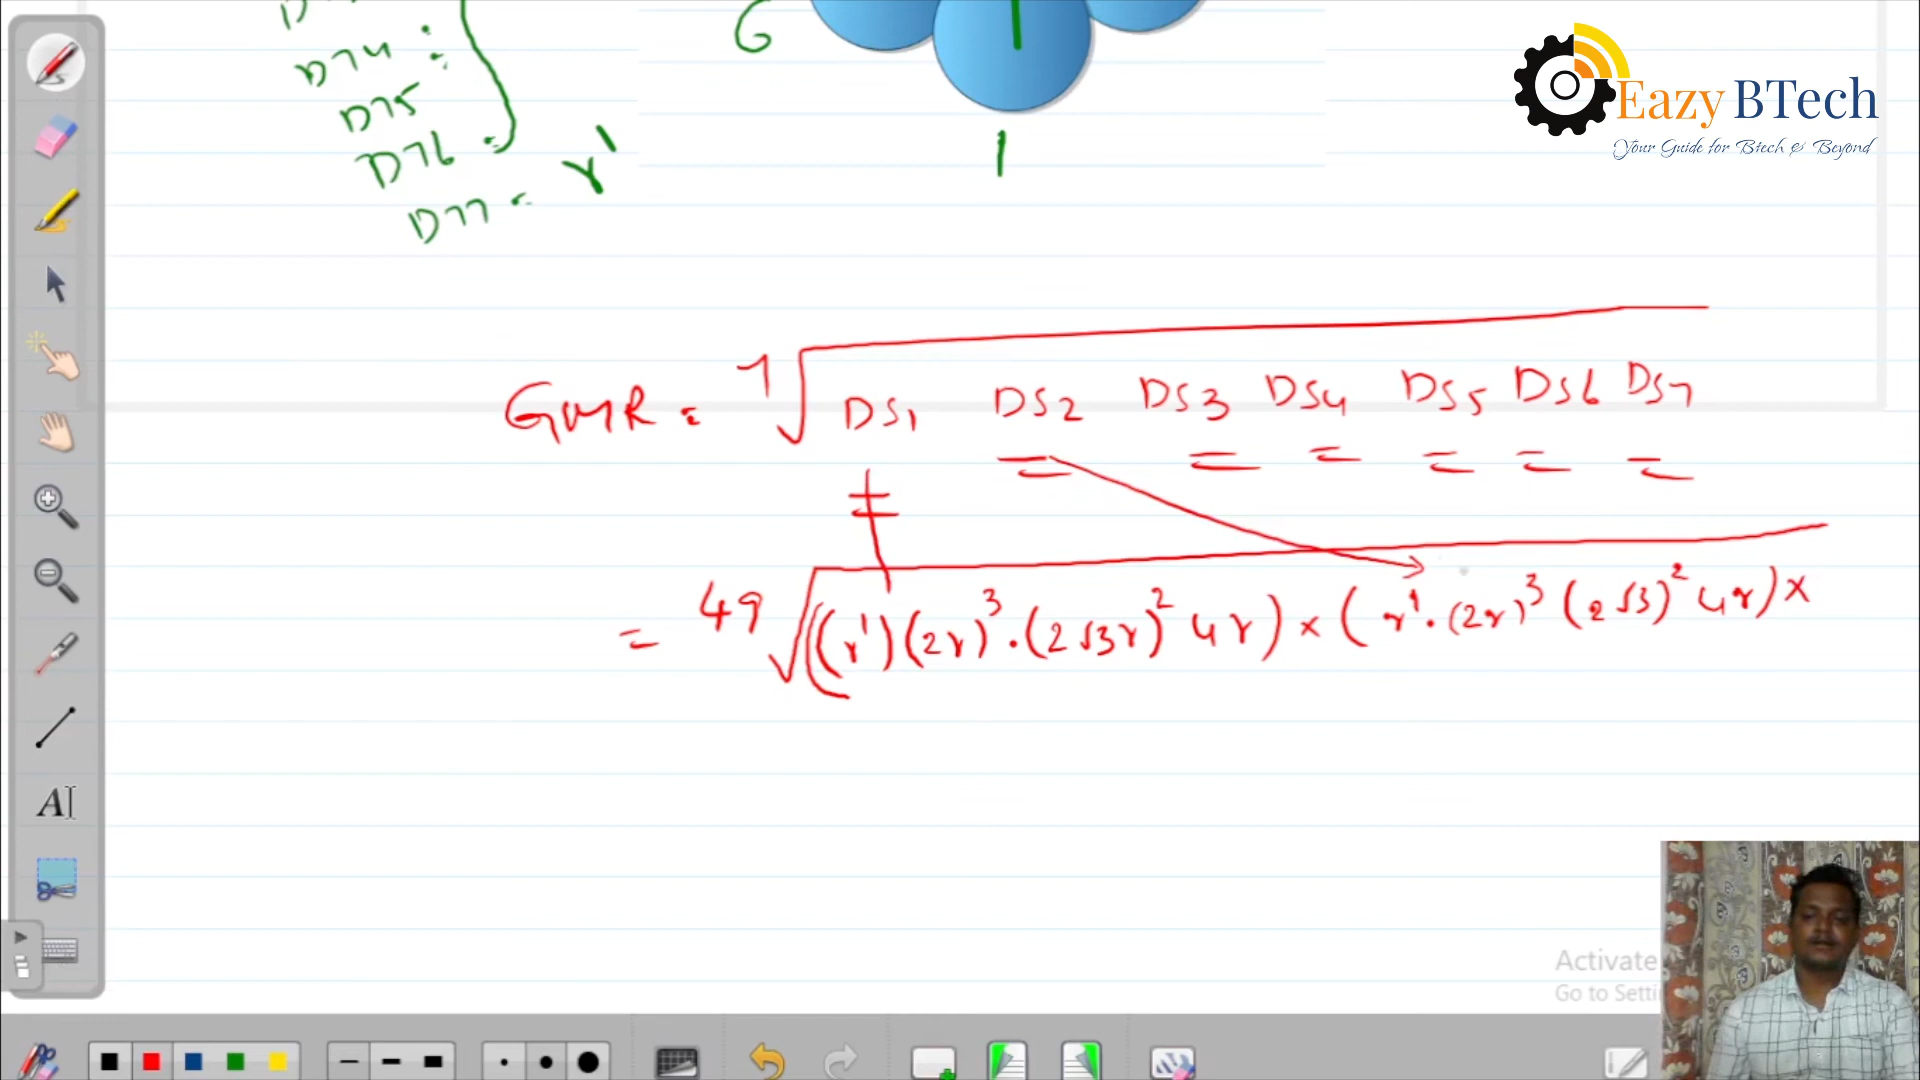 Eazy BTech
Your Guide for Btech & Beyond
D74 :
D75
D76 =
D77 = r'
6
1
GMR = 7√ DS1 DS2 DS3 DS4 DS5 DS6 DS7
= 49√((r')(2r)³·(2√3r)² 4r) × (r'·(2r)³(2√3)² 4r) ×
AI
Activate
Go to Setti